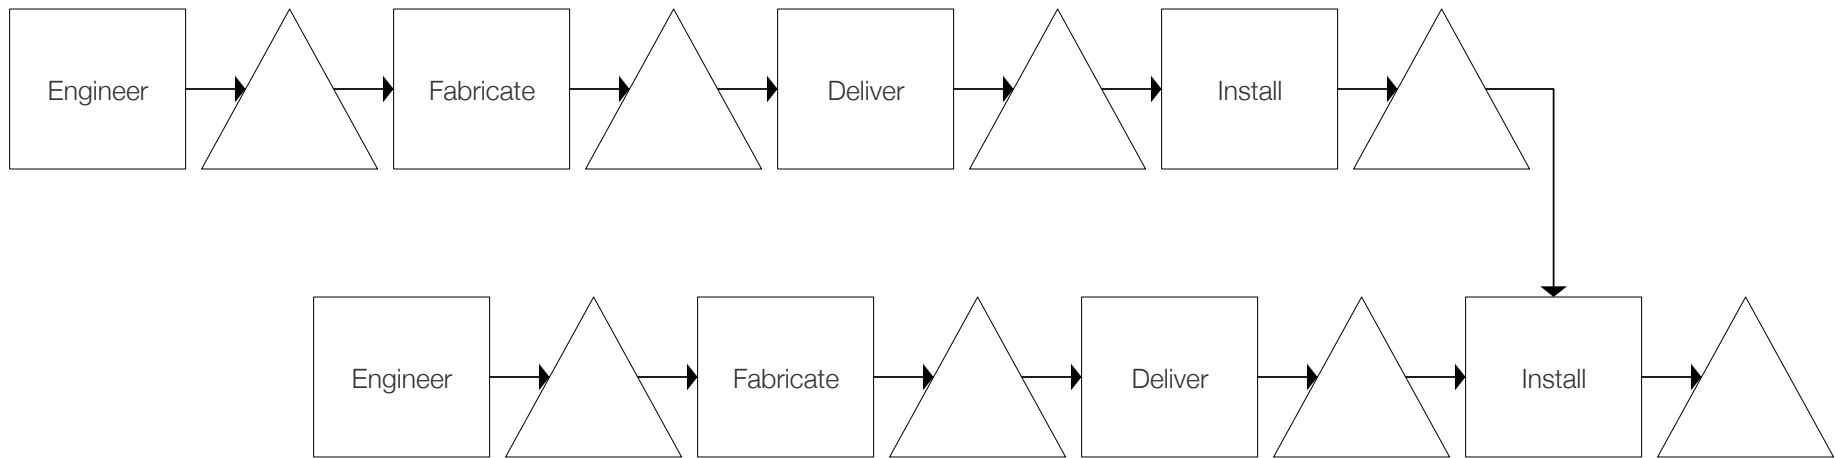 Engineer
Fabricate
Deliver
Install
Engineer
Fabricate
Deliver
Install